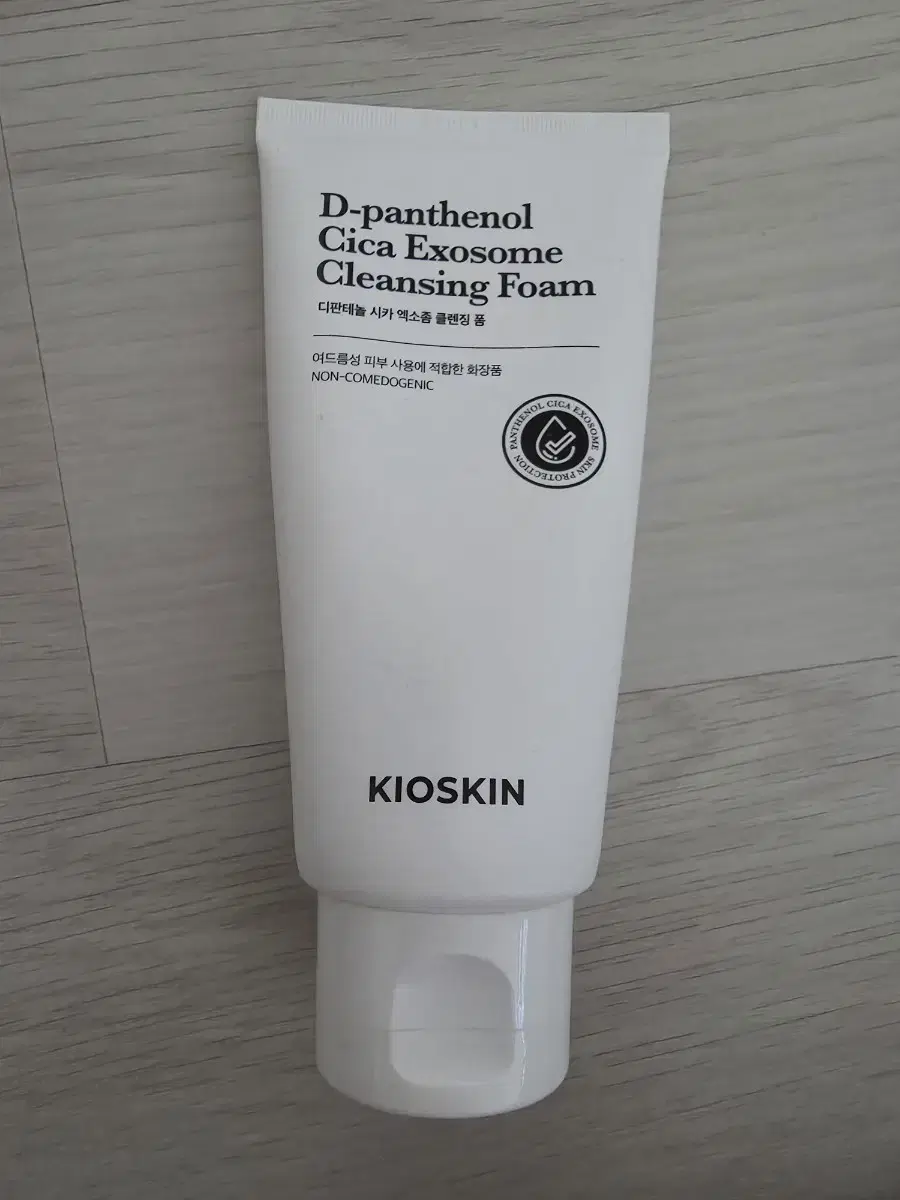 D-panthenol
Cica Exosome
Cleansing Foam
디판테놀 시카 엑소좀 클렌징 폼
여드름성 피부 사용에 적합한 화장품
NON-COMEDOGENIC
PANTHENOL CICA EXOSOME
SKIN PROTECTION
KIOSKIN